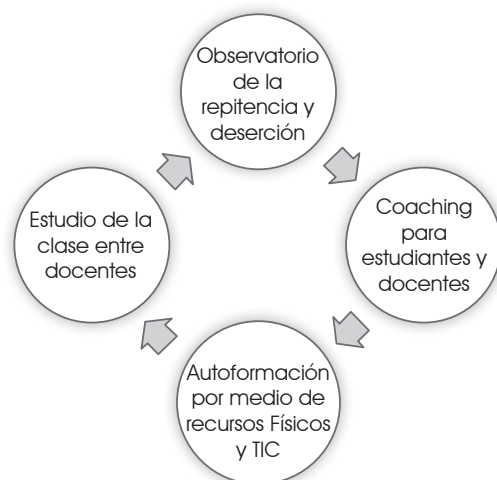 Observatorio
de la
repitencia y
deserción
Coaching
para
estudiantes y
docentes
Autoformación
por medio de
recursos Físicos
y TIC
Estudio de la
clase entre
docentes